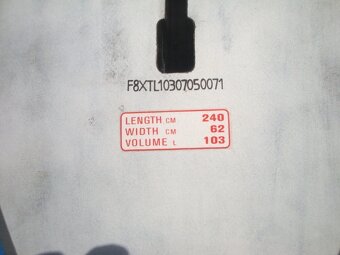 F8XTL10307050071
LENGTH CM 240
WIDTH CM 62
VOLUME L 103